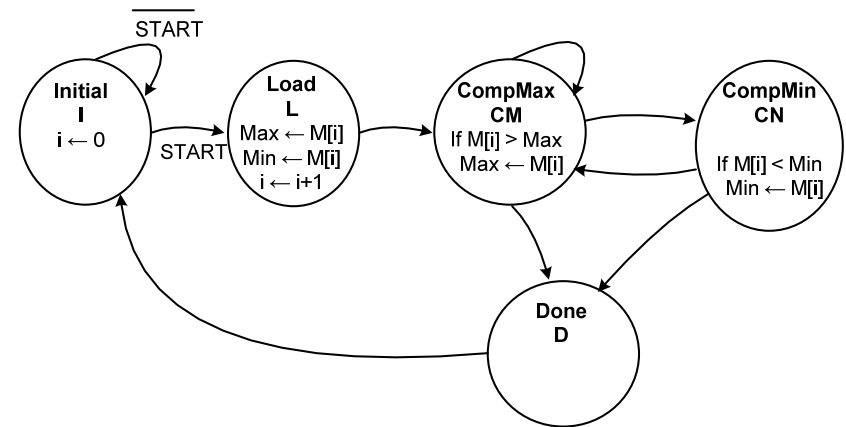 START
Initial
I
i ← 0
START
Load
L
Max ← M[i]
Min ← M[i]
i ← i+1
CompMax
CM
If M[i] > Max
Max ← M[i]
CompMin
CN
If M[i] < Min
Min ← M[i]
Done
D